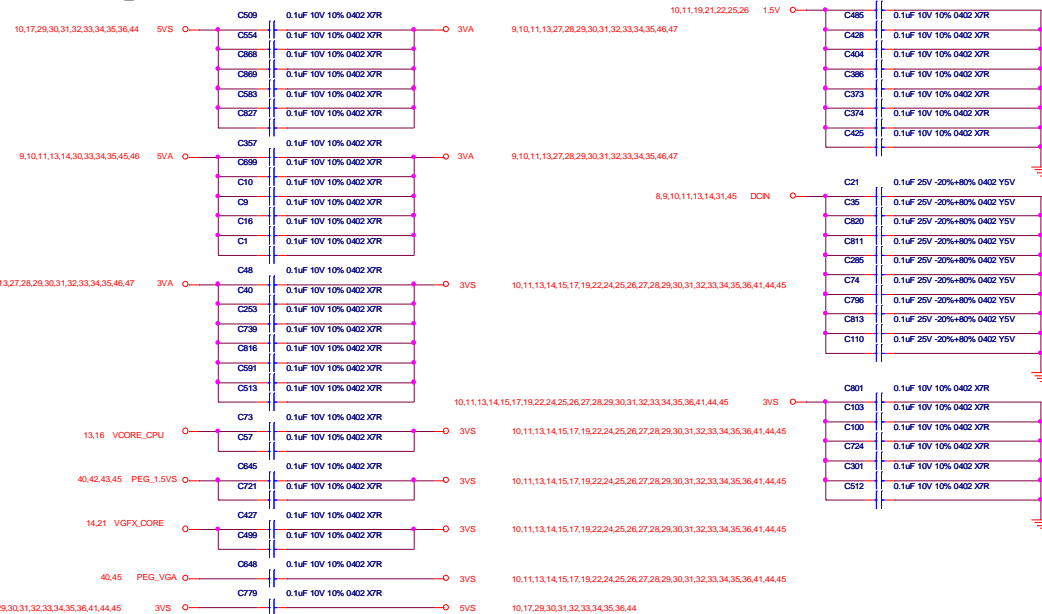 C509 0.1uF 10V 10% 0402 X7R
10,17,29,30,31,32,33,34,35,36,44 5VS 3VA 9,10,11,13,27,28,29,30,31,32,33,34,35,46,47
C554 0.1uF 10V 10% 0402 X7R
C868 0.1uF 10V 10% 0402 X7R
C869 0.1uF 10V 10% 0402 X7R
C583 0.1uF 10V 10% 0402 X7R
C827 0.1uF 10V 10% 0402 X7R
C357 0.1uF 10V 10% 0402 X7R
9,10,11,13,14,30,33,34,35,45,46 5VA 3VA 9,10,11,13,27,28,29,30,31,32,33,34,35,46,47
C699 0.1uF 10V 10% 0402 X7R
C10 0.1uF 10V 10% 0402 X7R
C9 0.1uF 10V 10% 0402 X7R
C16 0.1uF 10V 10% 0402 X7R
C1 0.1uF 10V 10% 0402 X7R
C48 0.1uF 10V 10% 0402 X7R
13,27,28,29,30,31,32,33,34,35,46,47 3VA 3VS 10,11,13,14,15,17,19,22,24,25,26,27,28,29,30,31,32,33,34,35,36,41,44,45
C40 0.1uF 10V 10% 0402 X7R
C253 0.1uF 10V 10% 0402 X7R
C739 0.1uF 10V 10% 0402 X7R
C816 0.1uF 10V 10% 0402 X7R
C591 0.1uF 10V 10% 0402 X7R
C513 0.1uF 10V 10% 0402 X7R
C73 0.1uF 10V 10% 0402 X7R
13,16 VCORE_CPU 3VS 10,11,13,14,15,17,19,22,24,25,26,27,28,29,30,31,32,33,34,35,36,41,44,45
C57 0.1uF 10V 10% 0402 X7R
C645 0.1uF 10V 10% 0402 X7R
40,42,43,45 PEG_1.5VS 3VS 10,11,13,14,15,17,19,22,24,25,26,27,28,29,30,31,32,33,34,35,36,41,44,45
C721 0.1uF 10V 10% 0402 X7R
C427 0.1uF 10V 10% 0402 X7R
14,21 VGFX_CORE 3VS 10,11,13,14,15,17,19,22,24,25,26,27,28,29,30,31,32,33,34,35,36,41,44,45
C499 0.1uF 10V 10% 0402 X7R
C648 0.1uF 10V 10% 0402 X7R
40,45 PEG_VGA 3VS 10,11,13,14,15,17,19,22,24,25,26,27,28,29,30,31,32,33,34,35,36,41,44,45
C779 0.1uF 10V 10% 0402 X7R
29,30,31,32,33,34,35,36,41,44,45 3VS 5VS 10,17,29,30,31,32,33,34,35,36,44
10,11,19,21,22,25,26 1.5V
C485 0.1uF 10V 10% 0402 X7R
C428 0.1uF 10V 10% 0402 X7R
C404 0.1uF 10V 10% 0402 X7R
C386 0.1uF 10V 10% 0402 X7R
C373 0.1uF 10V 10% 0402 X7R
C374 0.1uF 10V 10% 0402 X7R
C425 0.1uF 10V 10% 0402 X7R
C21 0.1uF 25V -20%+80% 0402 Y5V
8,9,10,11,13,14,31,45 DCIN
C35 0.1uF 25V -20%+80% 0402 Y5V
C820 0.1uF 25V -20%+80% 0402 Y5V
C811 0.1uF 25V -20%+80% 0402 Y5V
C285 0.1uF 25V -20%+80% 0402 Y5V
C74 0.1uF 25V -20%+80% 0402 Y5V
C796 0.1uF 25V -20%+80% 0402 Y5V
C813 0.1uF 25V -20%+80% 0402 Y5V
C110 0.1uF 25V -20%+80% 0402 Y5V
C801 0.1uF 10V 10% 0402 X7R
10,11,13,14,15,17,19,22,24,25,26,27,28,29,30,31,32,33,34,35,36,41,44,45 3VS
C103 0.1uF 10V 10% 0402 X7R
C100 0.1uF 10V 10% 0402 X7R
C724 0.1uF 10V 10% 0402 X7R
C301 0.1uF 10V 10% 0402 X7R
C512 0.1uF 10V 10% 0402 X7R